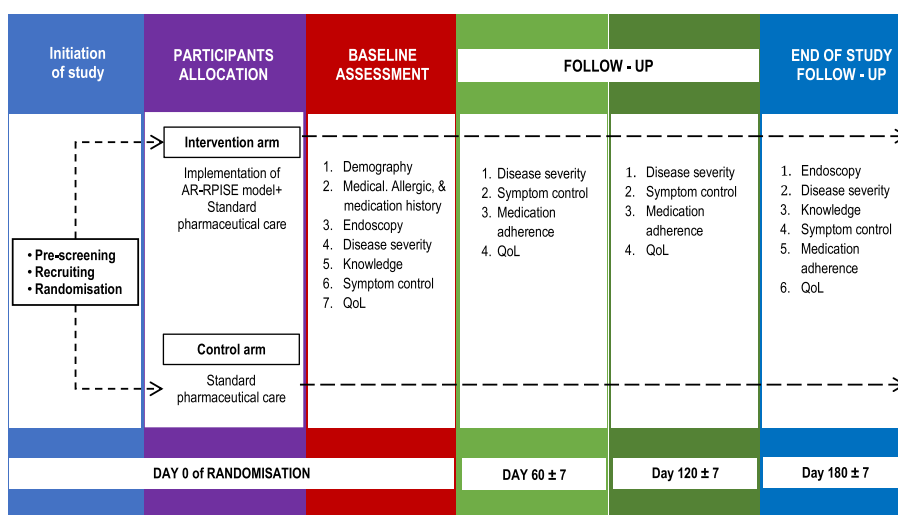 Initiation
of study
PARTICIPANTS
ALLOCATION
BASELINE
ASSESSMENT
FOLLOW - UP
END OF STUDY
FOLLOW - UP
• Pre-screening
• Recruiting
• Randomisation
Intervention arm
Implementation of
AR-RPISE model+
Standard
pharmaceutical care
Control arm
Standard
pharmaceutical care
1. Demography
2. Medical. Allergic, &
medication history
3. Endoscopy
4. Disease severity
5. Knowledge
6. Symptom control
7. QoL
1. Disease severity
2. Symptom control
3. Medication
adherence
4. QoL
1. Disease severity
2. Symptom control
3. Medication
adherence
4. QoL
1. Endoscopy
2. Disease severity
3. Knowledge
4. Symptom control
5. Medication
adherence
6. QoL
DAY 0 of RANDOMISATION
DAY 60 ± 7
Day 120 ± 7
Day 180 ± 7